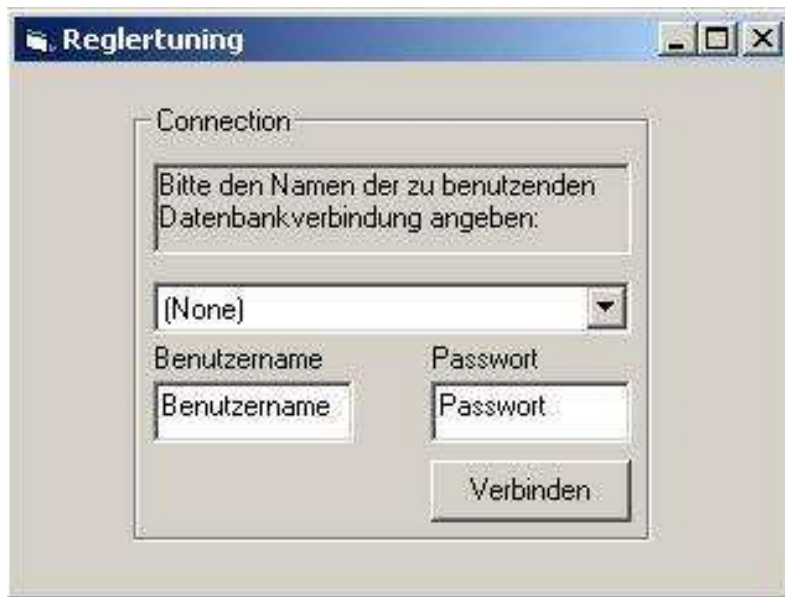 Reglertuning
Connection
Bitte den Namen der zu benutzenden
Datenbankverbindung angeben:
(None)
Benutzername Passwort
Benutzername Passwort
Verbinden